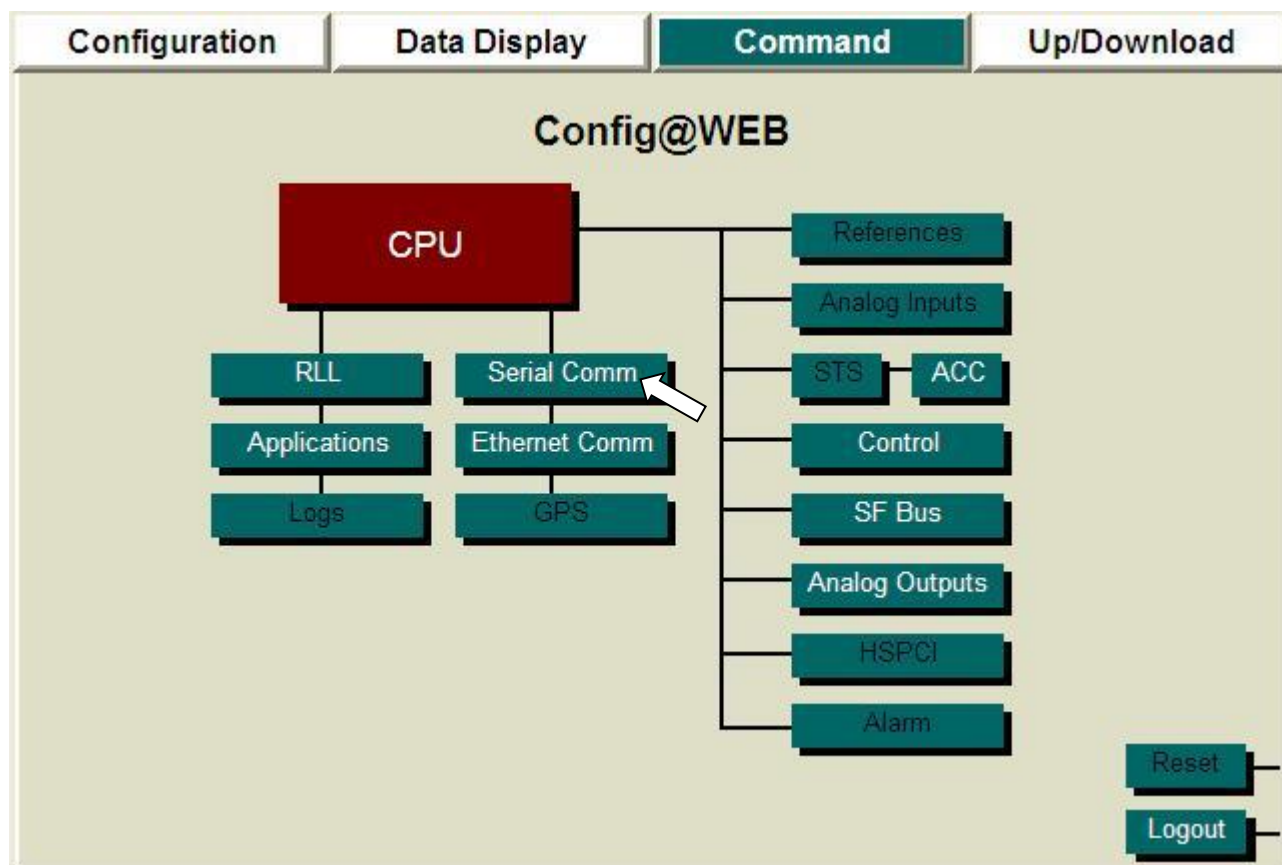 Configuration
Data Display
Command
Up/Download
Config@WEB
CPU
RLL
Serial Comm
Applications
Ethernet Comm
Logs
GPS
References
Analog Inputs
STS
ACC
Control
SF Bus
Analog Outputs
HSPCI
Alarm
Reset
Logout